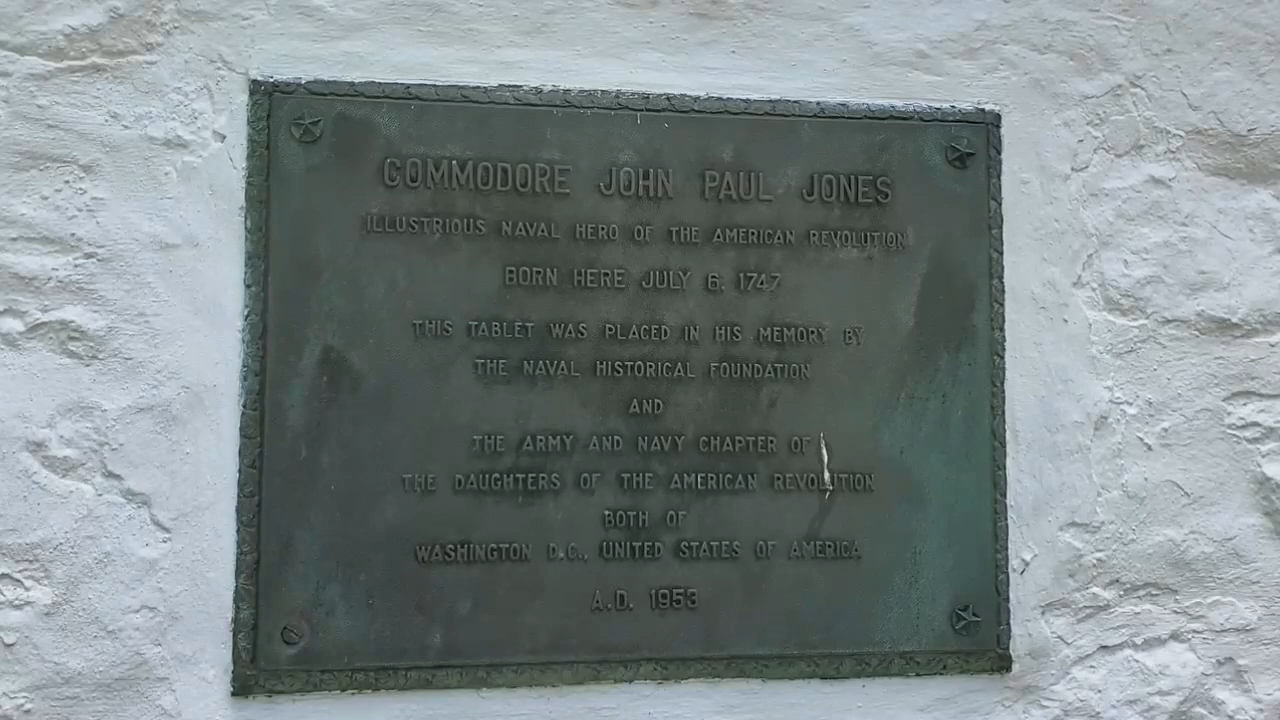 COMMODORE JOHN PAUL JONES
ILLUSTRIOUS NAVAL HERO OF THE AMERICAN REVOLUTION
BORN HERE JULY 6, 1747
THIS TABLET WAS PLACED IN HIS MEMORY BY
THE NAVAL HISTORICAL FOUNDATION
AND
THE ARMY AND NAVY CHAPTER OF
THE DAUGHTERS OF THE AMERICAN REVOLUTION
BOTH OF
WASHINGTON D.C., UNITED STATES OF AMERICA
A.D. 1953